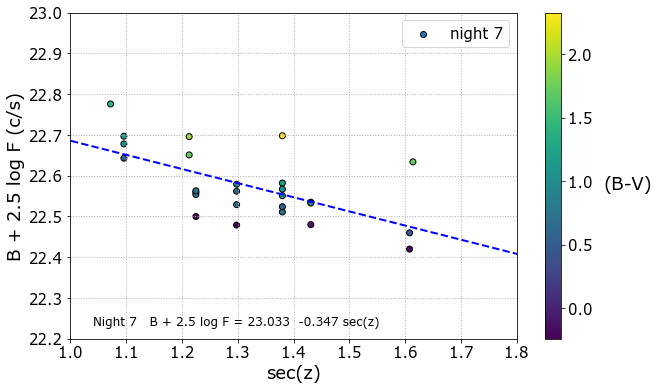 23.0
22.9
22.8
22.7
22.6
22.5
22.4
22.3
22.2
B + 2.5 log F (c/s)
night 7
Night 7 B + 2.5 log F = 23.033 -0.347 sec(z)
1.0 1.1 1.2 1.3 1.4 1.5 1.6 1.7 1.8
sec(z)
2.0
1.5
1.0
0.5
0.0
(B-V)